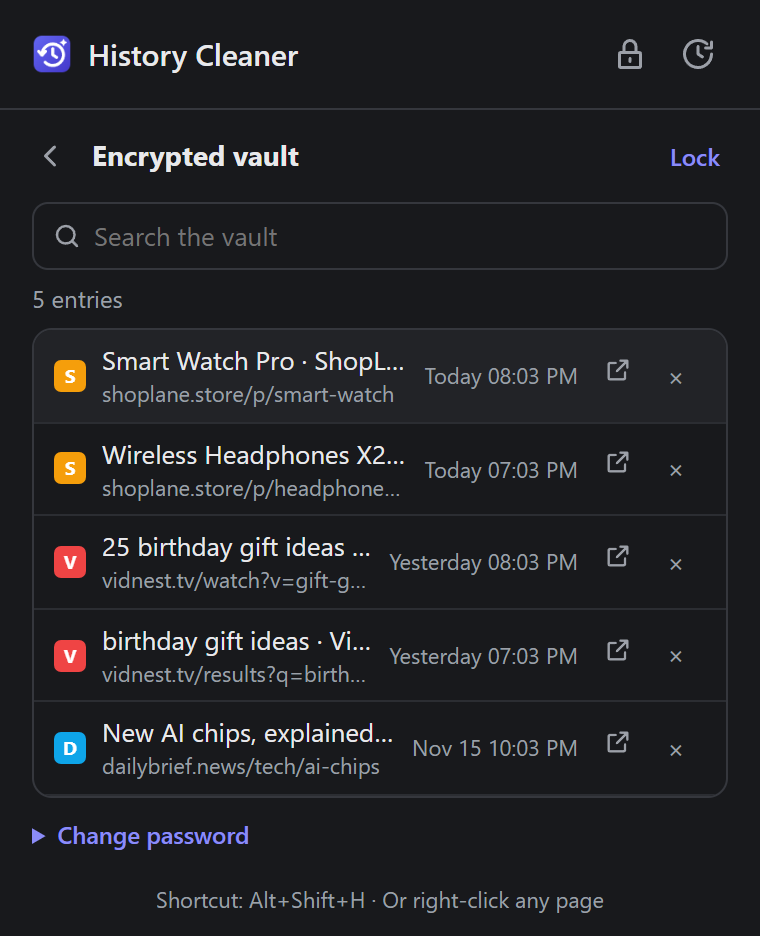 History Cleaner
Encrypted vault
Lock
Search the vault
5 entries
S
Smart Watch Pro · ShopL...
shoplane.store/p/smart-watch
Today 08:03 PM
×
S
Wireless Headphones X2...
shoplane.store/p/headphone...
Today 07:03 PM
×
V
25 birthday gift ideas ...
vidnest.tv/watch?v=gift-g...
Yesterday 08:03 PM
×
V
birthday gift ideas · Vi...
vidnest.tv/results?q=birth...
Yesterday 07:03 PM
×
D
New AI chips, explained...
dailybrief.news/tech/ai-chips
Nov 15 10:03 PM
×
Change password
Shortcut: Alt+Shift+H · Or right-click any page